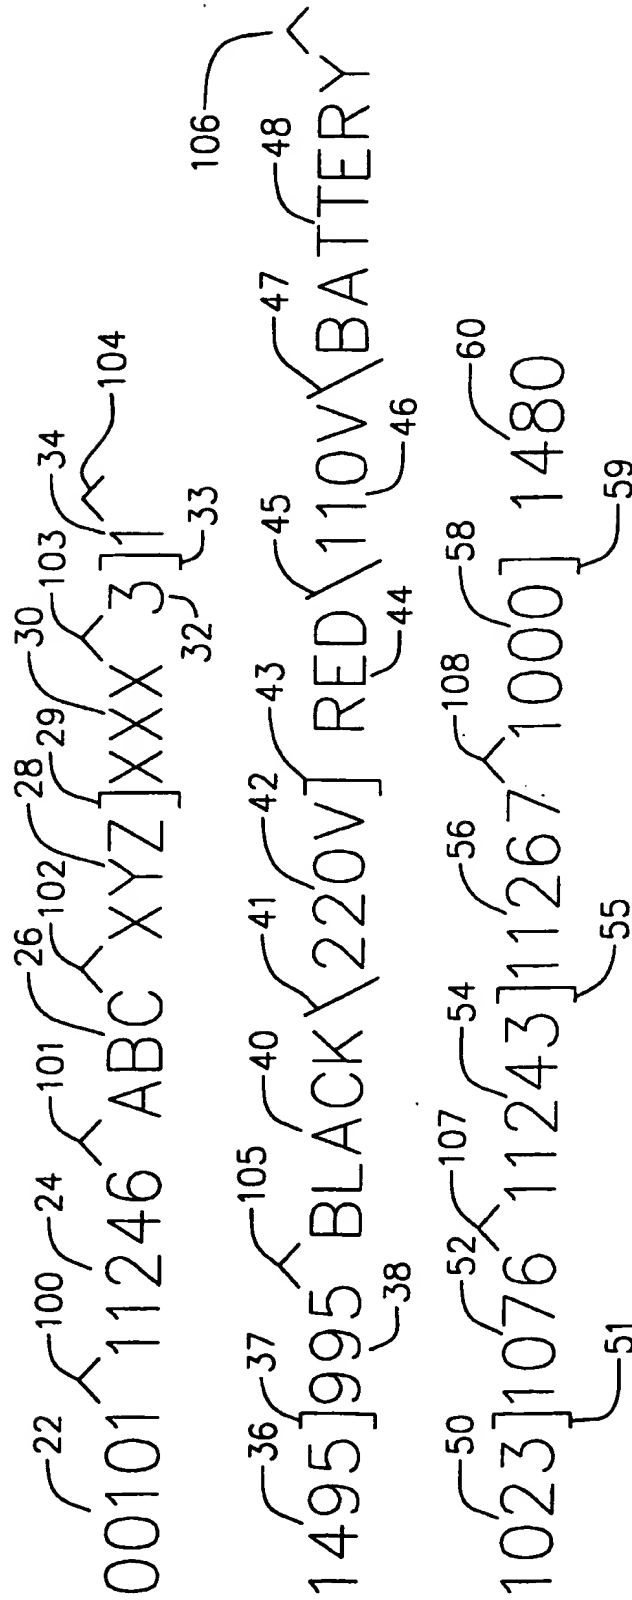 22 100 24 101 26 102 28 29 30 103 34 104
00101^11246^ABC^XYZ]XXX^3]1^
32 33
36 37 105 40 41 42 43 45 47 48 106
1495]995^BLACK\220V]RED\110V\BATTERY^
38 44 46
50 52 107 54 56 108 58 60
1023]1076^11243]11267^1000]1480
51 55 59